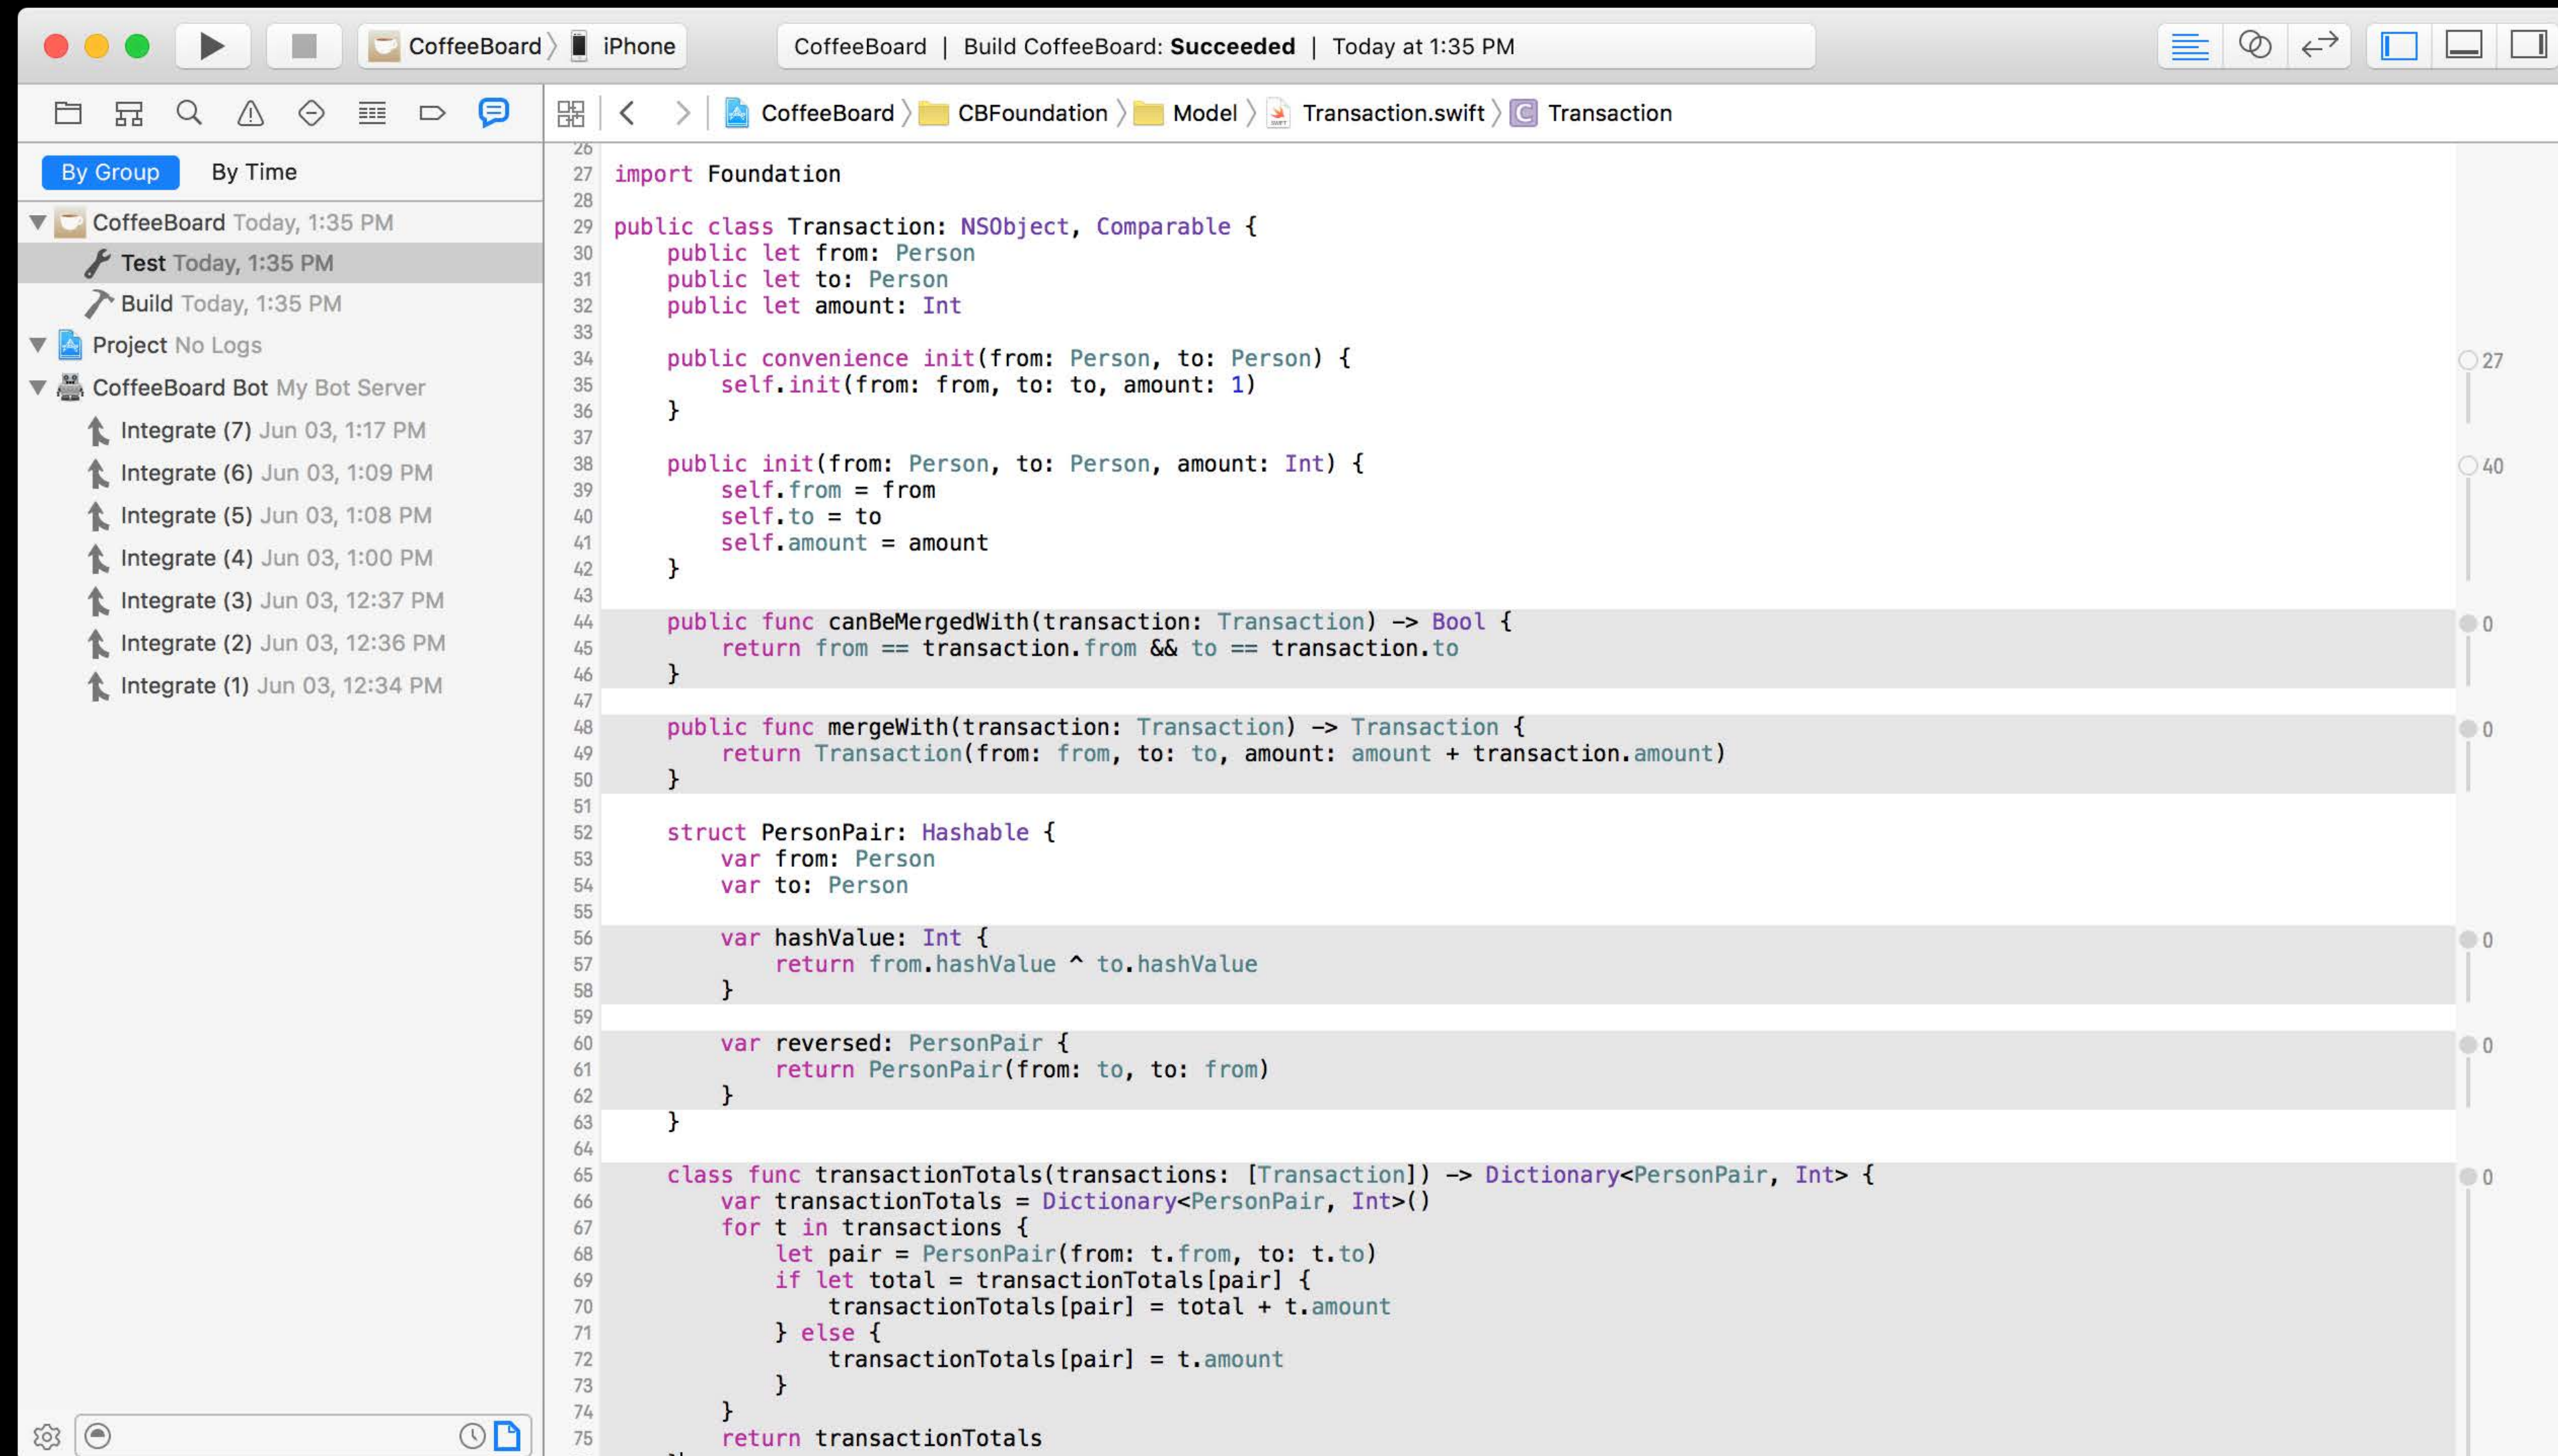 CoffeeBoard iPhone
CoffeeBoard | Build CoffeeBoard: Succeeded | Today at 1:35 PM
CoffeeBoard CBFoundation Model Transaction.swift C Transaction
By Group By Time
CoffeeBoard Today, 1:35 PM
Test Today, 1:35 PM
Build Today, 1:35 PM
Project No Logs
CoffeeBoard Bot My Bot Server
Integrate (7) Jun 03, 1:17 PM
Integrate (6) Jun 03, 1:09 PM
Integrate (5) Jun 03, 1:08 PM
Integrate (4) Jun 03, 1:00 PM
Integrate (3) Jun 03, 12:37 PM
Integrate (2) Jun 03, 12:36 PM
Integrate (1) Jun 03, 12:34 PM
26
27 import Foundation
28
29 public class Transaction: NSObject, Comparable {
30     public let from: Person
31     public let to: Person
32     public let amount: Int
33
34     public convenience init(from: Person, to: Person) { 27
35         self.init(from: from, to: to, amount: 1)
36     }
37
38     public init(from: Person, to: Person, amount: Int) { 40
39         self.from = from
40         self.to = to
41         self.amount = amount
42     }
43
44     public func canBeMergedWith(transaction: Transaction) -> Bool { 0
45         return from == transaction.from && to == transaction.to
46     }
47
48     public func mergeWith(transaction: Transaction) -> Transaction { 0
49         return Transaction(from: from, to: to, amount: amount + transaction.amount)
50     }
51
52     struct PersonPair: Hashable {
53         var from: Person
54         var to: Person
55
56         var hashValue: Int { 0
57             return from.hashValue ^ to.hashValue
58         }
59
60         var reversed: PersonPair { 0
61             return PersonPair(from: to, to: from)
62         }
63     }
64
65     class func transactionTotals(transactions: [Transaction]) -> Dictionary<PersonPair, Int> { 0
66         var transactionTotals = Dictionary<PersonPair, Int>()
67         for t in transactions {
68             let pair = PersonPair(from: t.from, to: t.to)
69             if let total = transactionTotals[pair] {
70                 transactionTotals[pair] = total + t.amount
71             } else {
72                 transactionTotals[pair] = t.amount
73             }
74         }
75         return transactionTotals